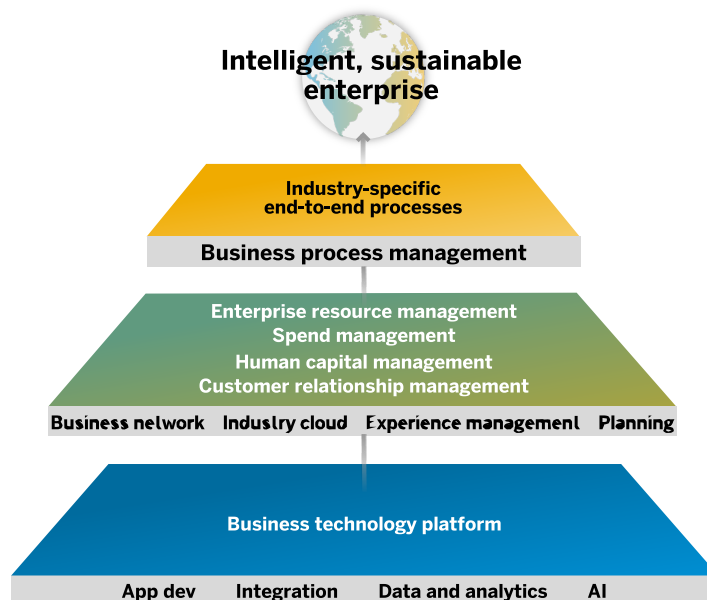 Intelligent, sustainable
enterprise
Industry-specific
end-to-end processes
Business process management
Enterprise resource management
Spend management
Human capital management
Customer relationship management
Business network Industry cloud Experience management Planning
Business technology platform
App dev Integration Data and analytics AI